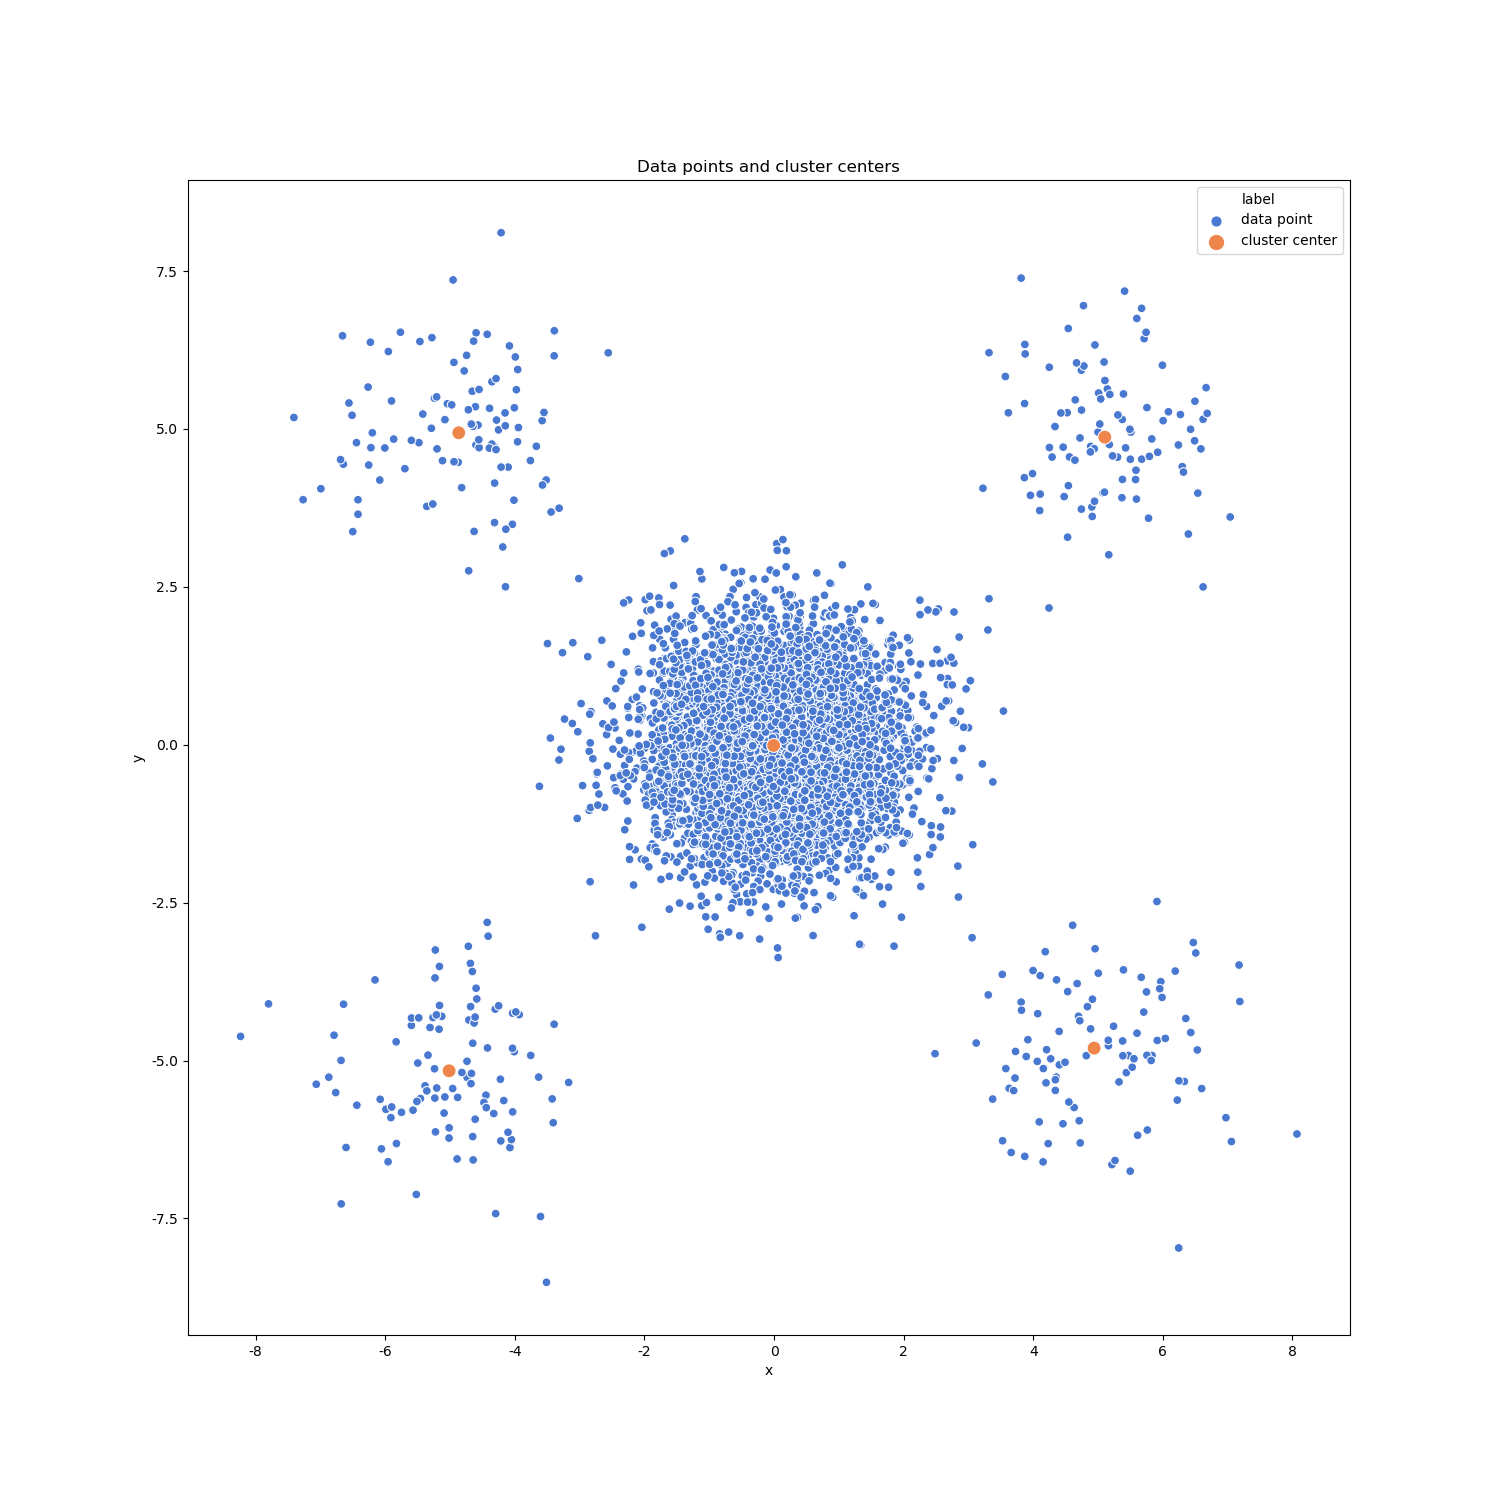 Data points and cluster centers
label
data point
cluster center
7.5
5.0
2.5
0.0
-2.5
-5.0
-7.5
y
-8 -6 -4 -2 0 2 4 6 8
x